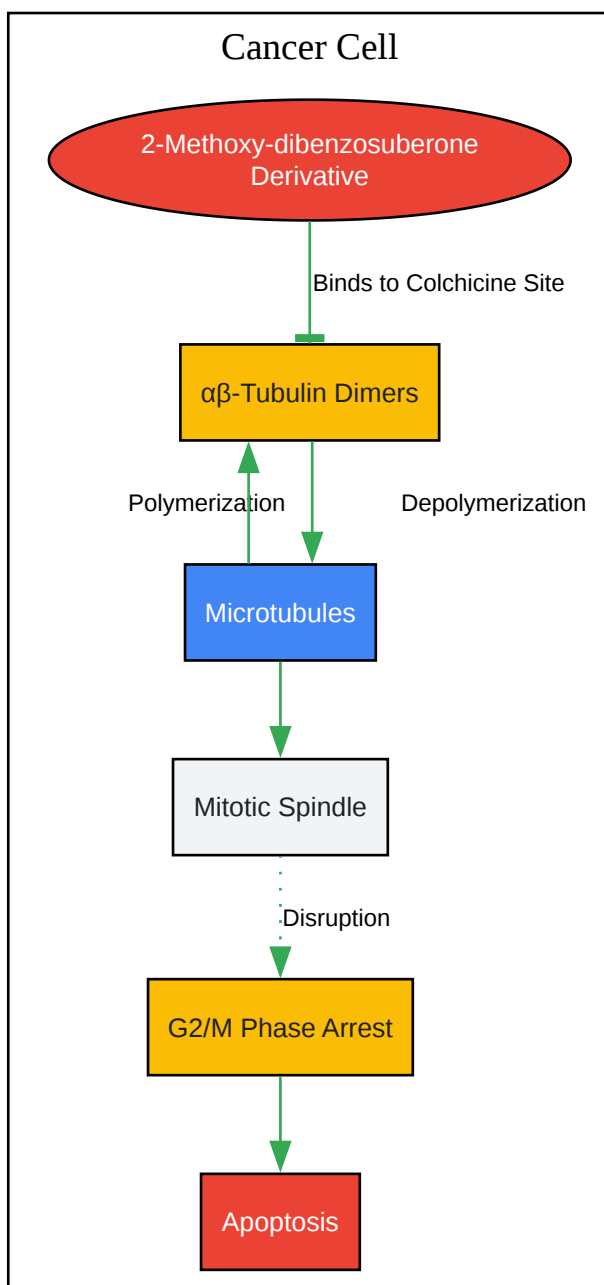 Cancer Cell
2-Methoxy-dibenzosuberone
Derivative
Binds to Colchicine Site
αβ-Tubulin Dimers
Polymerization
Depolymerization
Microtubules
Mitotic Spindle
Disruption
G2/M Phase Arrest
Apoptosis